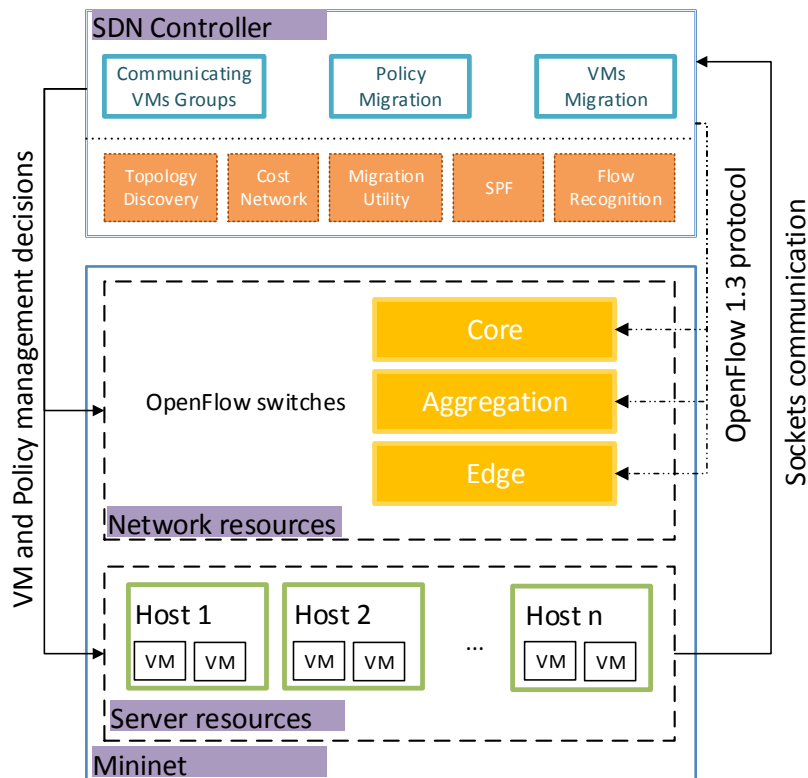 SDN Controller
Communicating
VMs Groups
Policy
Migration
VMs
Migration
Topology
Discovery
Cost
Network
Migration
Utility
SPF
Flow
Recognition
VM and Policy management decisions
OpenFlow switches
Core
Aggregation
Edge
Network resources
OpenFlow 1.3 protocol
Sockets communication
Host 1
VM VM
Host 2
VM VM
...
Host n
VM VM
Server resources
Mininet